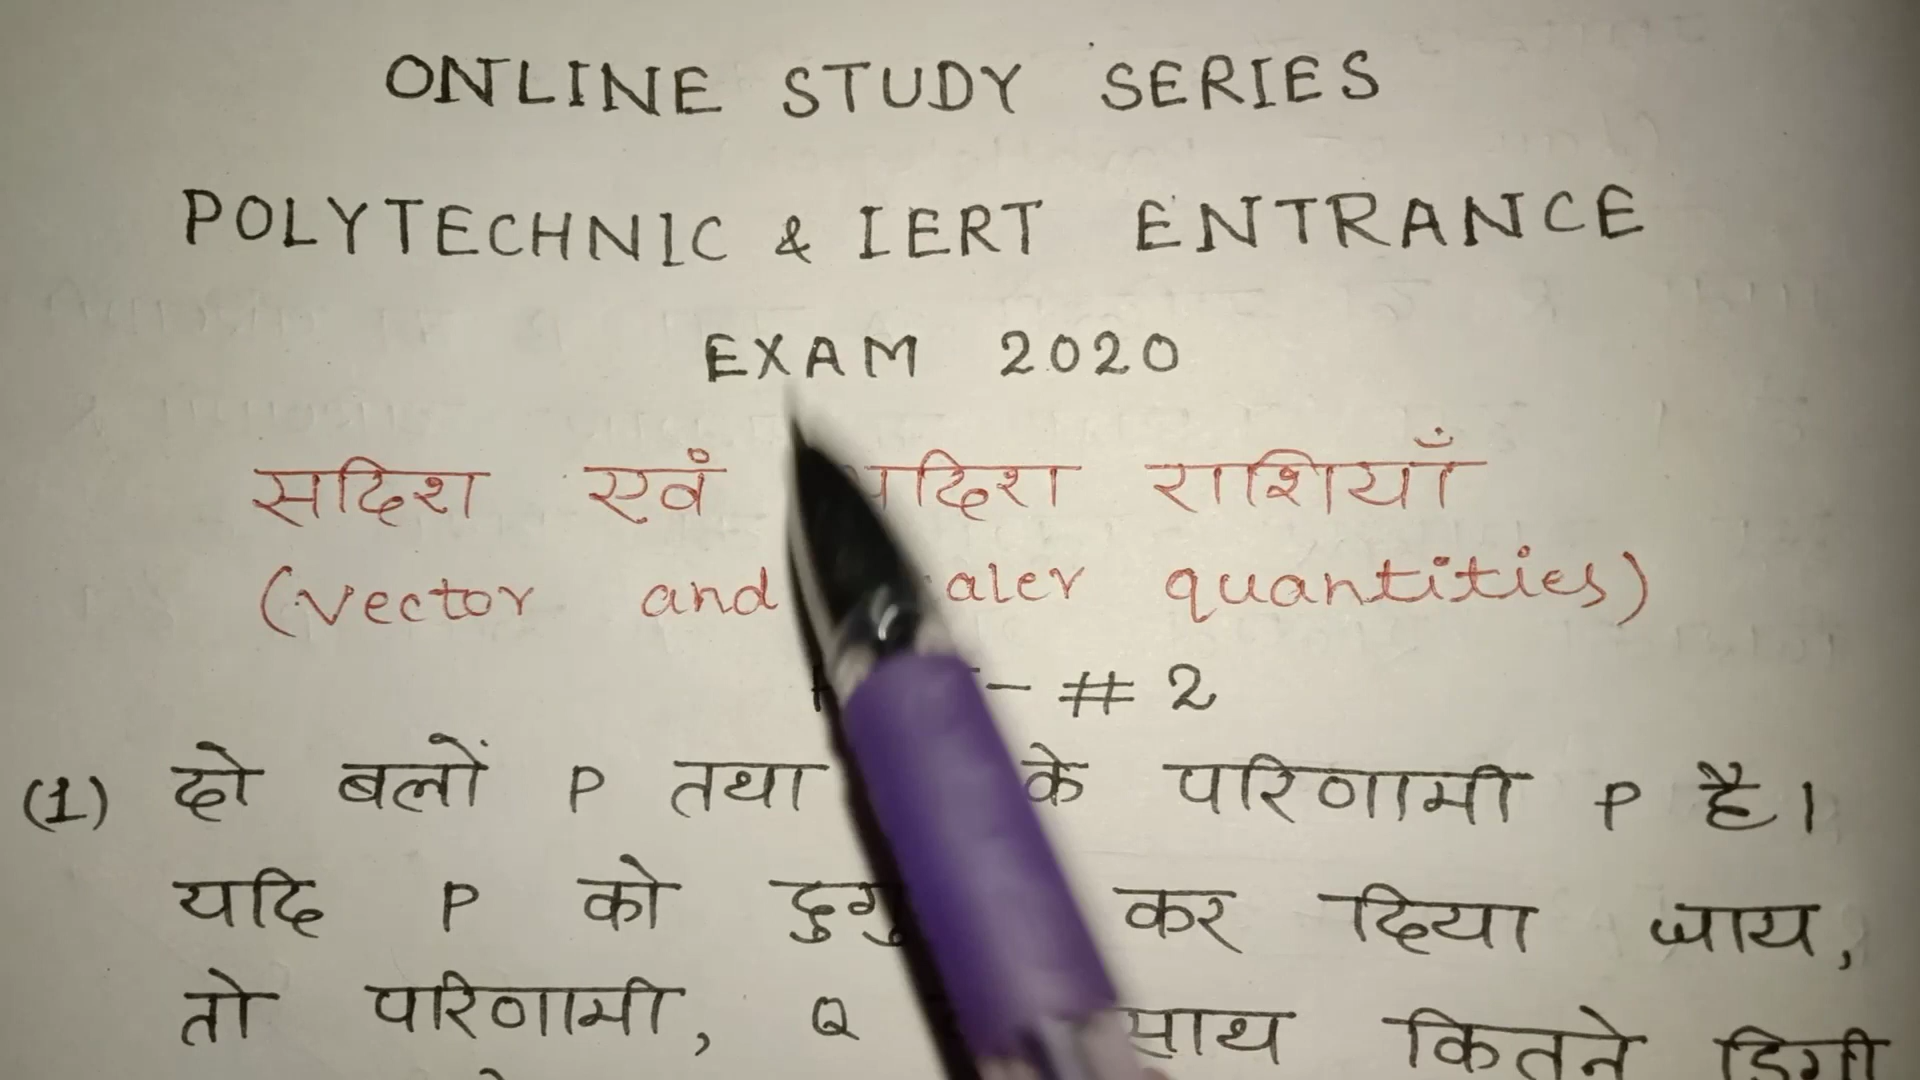 ONLINE STUDY SERIES
POLYTECHNIC & IERT ENTRANCE
EXAM 2020
सदिश एवं राशियाँ
(vector and quantities)
- # 2
(1) दो बलों P तथा के परिणामी P है।
यदि P को कर दिया जाय,
तो परिणामी, Q साथ कितने डिग्री